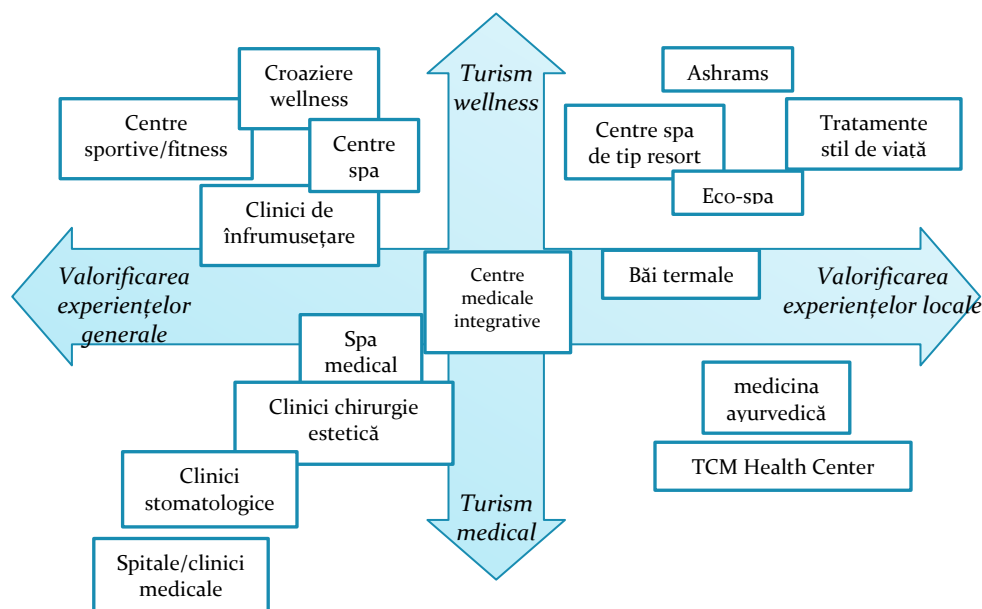 Croaziere
wellness
Turism
wellness
Ashrams
Centre
sportive/fitness
Centre
spa
Centre spa
de tip resort
Tratamente
stil de viață
Eco-spa
Clinici de
înfrumusețare
Valorificarea
experiențelor
generale
Centre
medicale
integrative
Băi termale
Valorificarea
experiențelor locale
Spa
medical
Clinici chirurgie
estetică
medicina
ayurvedică
TCM Health Center
Clinici
stomatologice
Turism
medical
Spitale/clinici
medicale